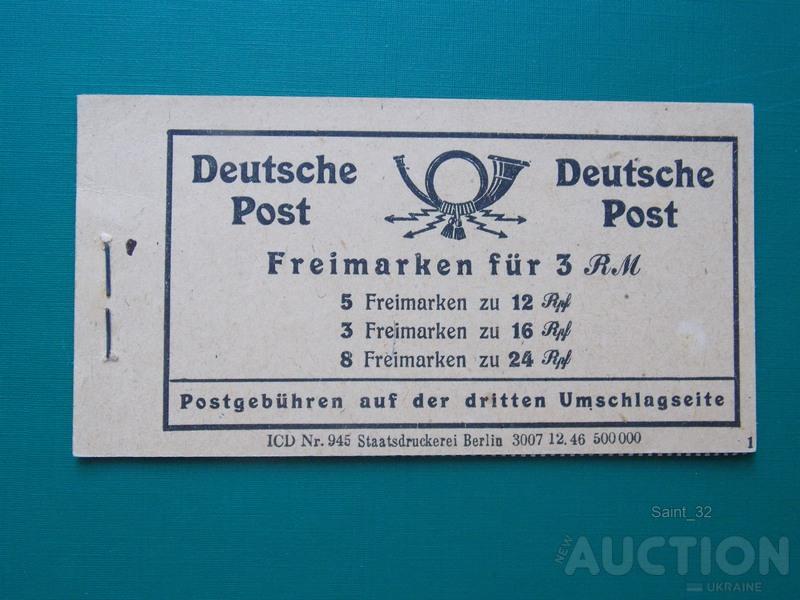 Deutsche Post
Deutsche Post
Freimarken für 3 RM
5 Freimarken zu 12 Rpf
3 Freimarken zu 16 Rpf
8 Freimarken zu 24 Rpf
Postgebühren auf der dritten Umschlagseite
ICD Nr. 945 Staatsdruckerei Berlin 3007 12.46 500 000 1
Saint_32
NEW AUCTION
UKRAINE